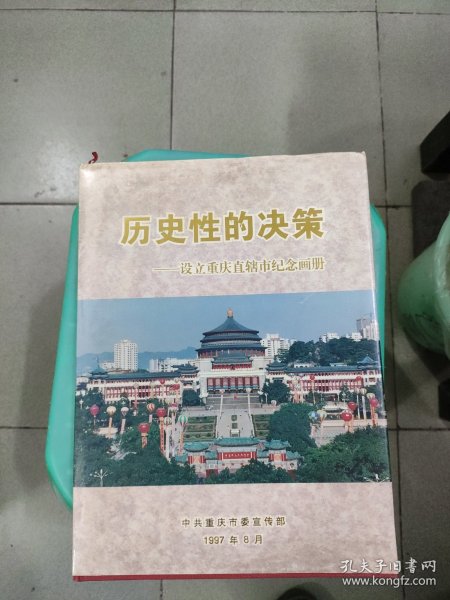 历史性的决策
——设立重庆直辖市纪念画册
中共重庆市委宣传部
1997年8月
孔夫子旧书网
www.kongfz.com